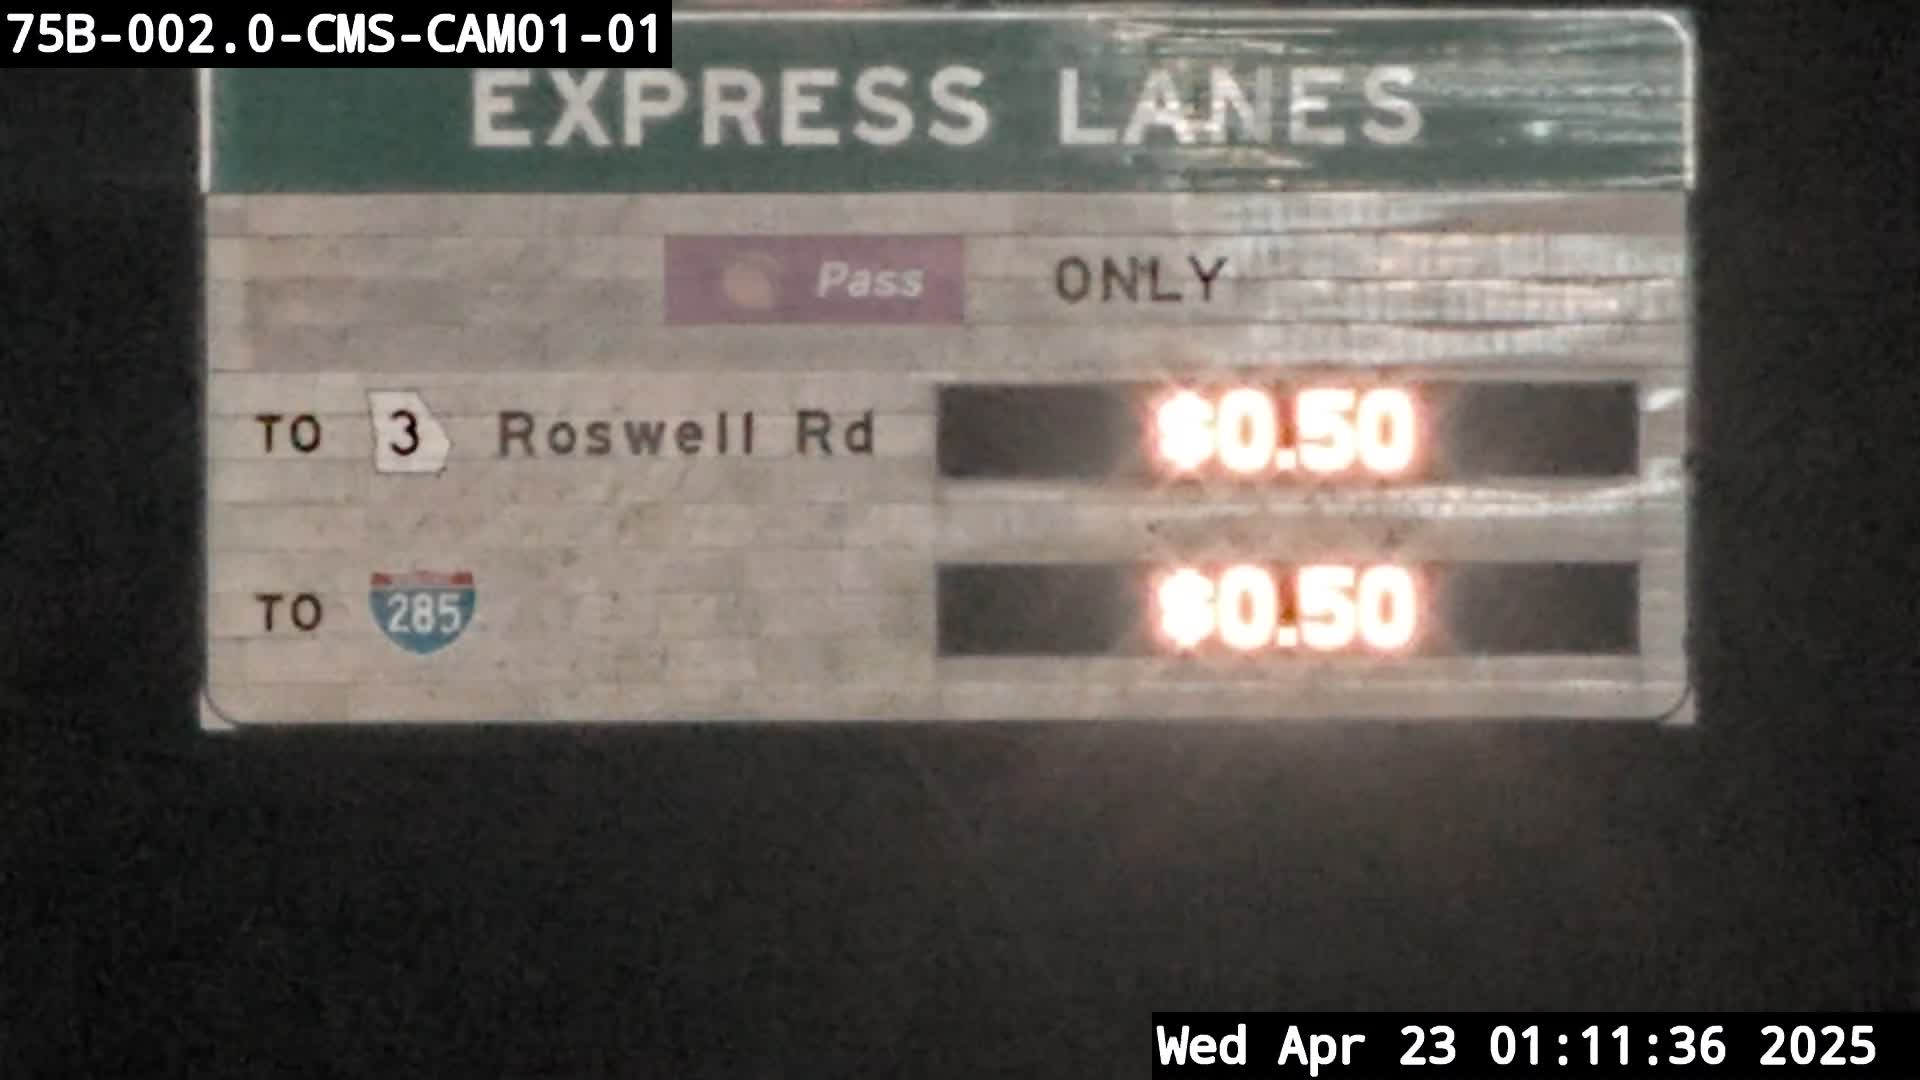 75B-002.0-CMS-CAM01-01
EXPRESS LANES
Pass ONLY
TO 3 Roswell Rd $0.50
TO 285 $0.50
Wed Apr 23 01:11:36 2025